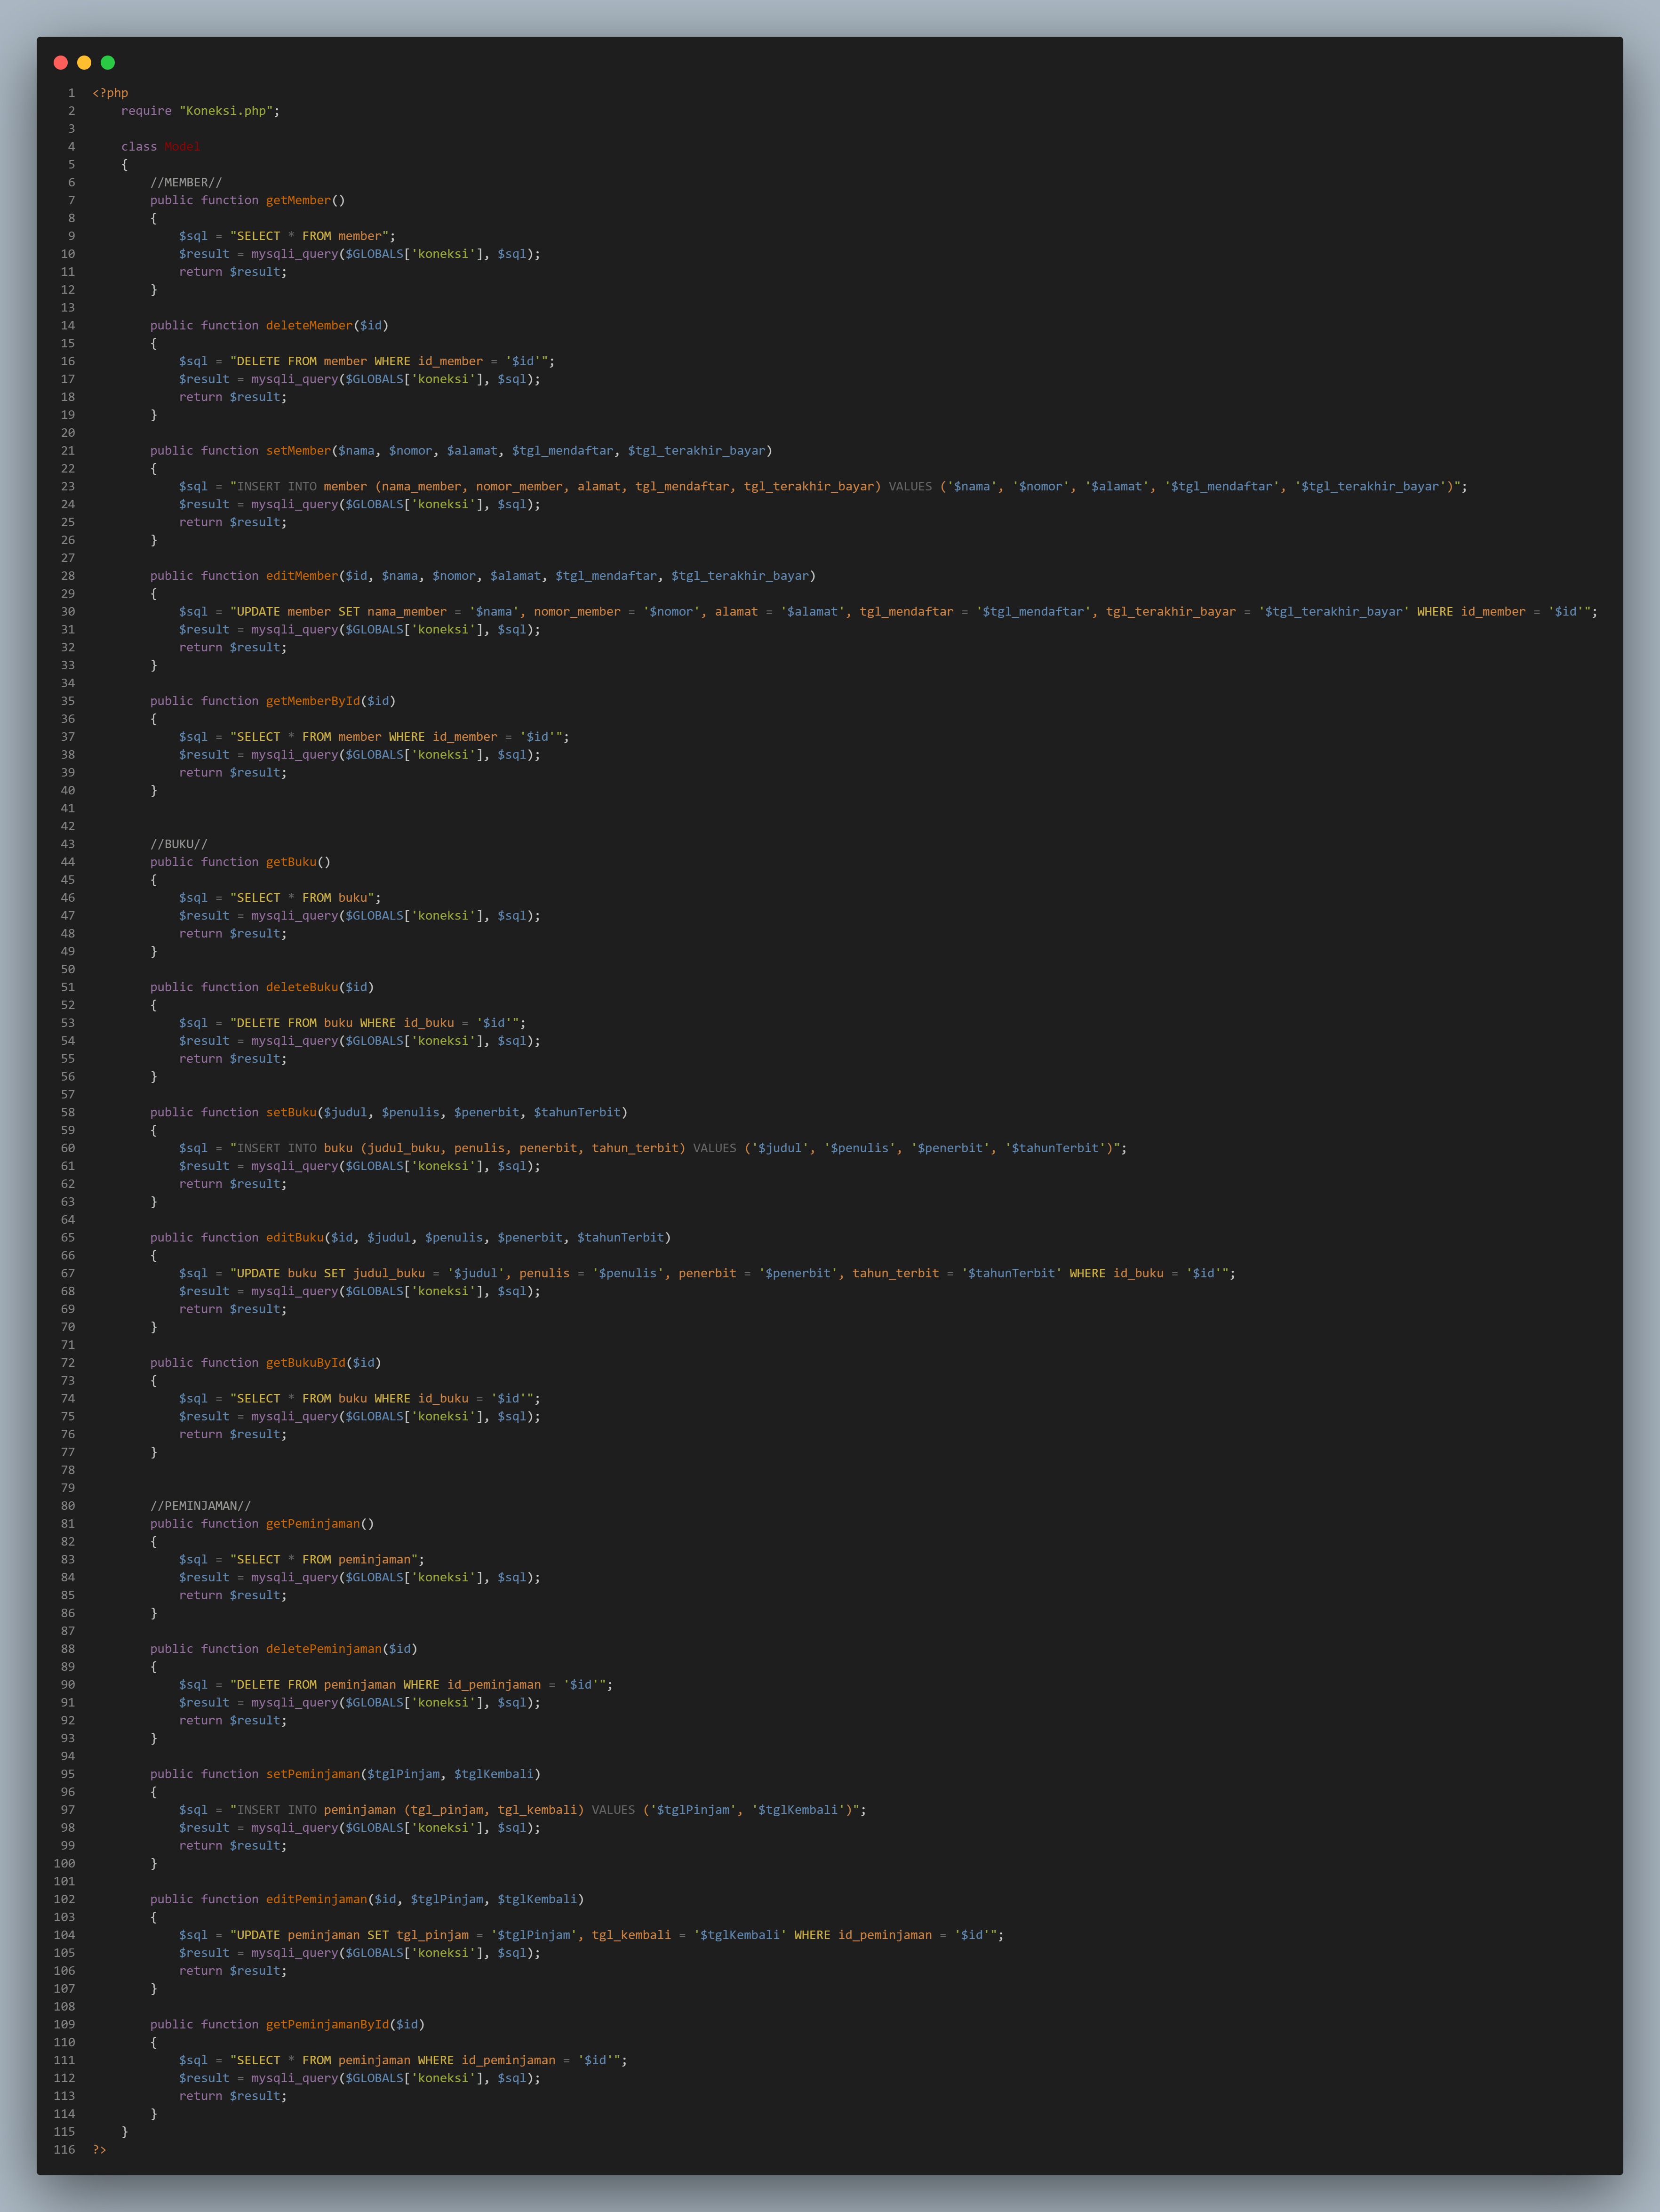 1 <?php
2     require "Koneksi.php";
3
4     class Model
5     {
6         //MEMBER//
7         public function getMember()
8         {
9             $sql = "SELECT * FROM member";
10             $result = mysqli_query($GLOBALS['koneksi'], $sql);
11             return $result;
12         }
13
14         public function deleteMember($id)
15         {
16             $sql = "DELETE FROM member WHERE id_member = '$id'";
17             $result = mysqli_query($GLOBALS['koneksi'], $sql);
18             return $result;
19         }
20
21         public function setMember($nama, $nomor, $alamat, $tgl_mendaftar, $tgl_terakhir_bayar)
22         {
23             $sql = "INSERT INTO member (nama_member, nomor_member, alamat, tgl_mendaftar, tgl_terakhir_bayar) VALUES ('$nama', '$nomor', '$alamat', '$tgl_mendaftar', '$tgl_terakhir_bayar')";
24             $result = mysqli_query($GLOBALS['koneksi'], $sql);
25             return $result;
26         }
27
28         public function editMember($id, $nama, $nomor, $alamat, $tgl_mendaftar, $tgl_terakhir_bayar)
29         {
30             $sql = "UPDATE member SET nama_member = '$nama', nomor_member = '$nomor', alamat = '$alamat', tgl_mendaftar = '$tgl_mendaftar', tgl_terakhir_bayar = '$tgl_terakhir_bayar' WHERE id_member = '$id'";
31             $result = mysqli_query($GLOBALS['koneksi'], $sql);
32             return $result;
33         }
34
35         public function getMemberById($id)
36         {
37             $sql = "SELECT * FROM member WHERE id_member = '$id'";
38             $result = mysqli_query($GLOBALS['koneksi'], $sql);
39             return $result;
40         }
41
42
43         //BUKU//
44         public function getBuku()
45         {
46             $sql = "SELECT * FROM buku";
47             $result = mysqli_query($GLOBALS['koneksi'], $sql);
48             return $result;
49         }
50
51         public function deleteBuku($id)
52         {
53             $sql = "DELETE FROM buku WHERE id_buku = '$id'";
54             $result = mysqli_query($GLOBALS['koneksi'], $sql);
55             return $result;
56         }
57
58         public function setBuku($judul, $penulis, $penerbit, $tahunTerbit)
59         {
60             $sql = "INSERT INTO buku (judul_buku, penulis, penerbit, tahun_terbit) VALUES ('$judul', '$penulis', '$penerbit', '$tahunTerbit')";
61             $result = mysqli_query($GLOBALS['koneksi'], $sql);
62             return $result;
63         }
64
65         public function editBuku($id, $judul, $penulis, $penerbit, $tahunTerbit)
66         {
67             $sql = "UPDATE buku SET judul_buku = '$judul', penulis = '$penulis', penerbit = '$penerbit', tahun_terbit = '$tahunTerbit' WHERE id_buku = '$id'";
68             $result = mysqli_query($GLOBALS['koneksi'], $sql);
69             return $result;
70         }
71
72         public function getBukuById($id)
73         {
74             $sql = "SELECT * FROM buku WHERE id_buku = '$id'";
75             $result = mysqli_query($GLOBALS['koneksi'], $sql);
76             return $result;
77         }
78
79
80         //PEMINJAMAN//
81         public function getPeminjaman()
82         {
83             $sql = "SELECT * FROM peminjaman";
84             $result = mysqli_query($GLOBALS['koneksi'], $sql);
85             return $result;
86         }
87
88         public function deletePeminjaman($id)
89         {
90             $sql = "DELETE FROM peminjaman WHERE id_peminjaman = '$id'";
91             $result = mysqli_query($GLOBALS['koneksi'], $sql);
92             return $result;
93         }
94
95         public function setPeminjaman($tglPinjam, $tglKembali)
96         {
97             $sql = "INSERT INTO peminjaman (tgl_pinjam, tgl_kembali) VALUES ('$tglPinjam', '$tglKembali')";
98             $result = mysqli_query($GLOBALS['koneksi'], $sql);
99             return $result;
100         }
101
102         public function editPeminjaman($id, $tglPinjam, $tglKembali)
103         {
104             $sql = "UPDATE peminjaman SET tgl_pinjam = '$tglPinjam', tgl_kembali = '$tglKembali' WHERE id_peminjaman = '$id'";
105             $result = mysqli_query($GLOBALS['koneksi'], $sql);
106             return $result;
107         }
108
109         public function getPeminjamanById($id)
110         {
111             $sql = "SELECT * FROM peminjaman WHERE id_peminjaman = '$id'";
112             $result = mysqli_query($GLOBALS['koneksi'], $sql);
113             return $result;
114         }
115     }
116 ?>